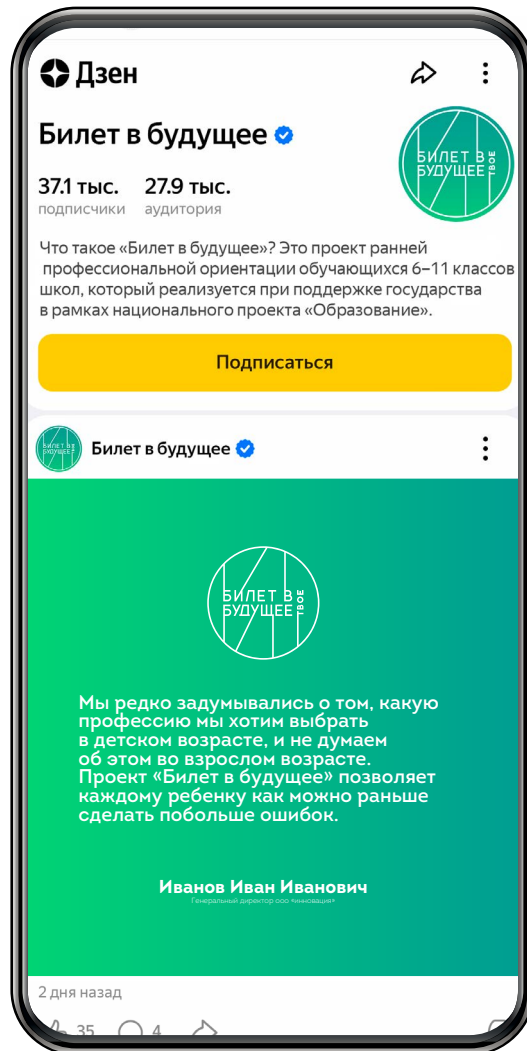 Дзен
Билет в будущее
БИЛЕТ В
БУДУЩЕЕ
ТВОЕ
37.1 тыс. 27.9 тыс.
подписчики аудитория
Что такое «Билет в будущее»? Это проект ранней
профессиональной ориентации обучающихся 6–11 классов
школ, который реализуется при поддержке государства
в рамках национального проекта «Образование».
Подписаться
БИЛЕТ В
БУДУЩЕЕ
Билет в будущее
БИЛЕТ В
БУДУЩЕЕ
ТВОЕ
Мы редко задумывались о том, какую
профессию мы хотим выбрать
в детском возрасте, и не думаем
об этом во взрослом возрасте.
Проект «Билет в будущее» позволяет
каждому ребенку как можно раньше
сделать побольше ошибок.
Иванов Иван Иванович
Генеральный директор ооо «инновация»
2 дня назад
35 4